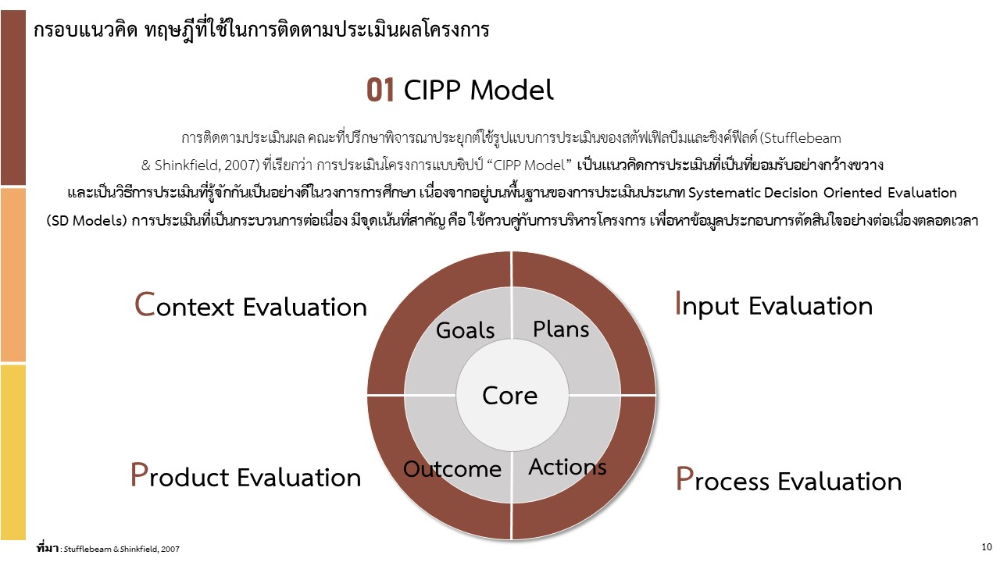 กรอบแนวคิด ทฤษฎีที่ใช้ในการติดตามประเมินผลโครงการ
01 CIPP Model
การติดตามประเมินผล คณะที่ปรึกษาพิจารณาประยุกต์ใช้รูปแบบการประเมินของสตัฟเฟิลบีมและชิงค์ฟีลด์ (Stufflebeam
& Shinkfield, 2007) ที่เรียกว่า การประเมินโครงการแบบซิปป์ “CIPP Model” เป็นแนวคิดการประเมินที่เป็นที่ยอมรับอย่างกว้างขวาง
และเป็นวิธีการประเมินที่รู้จักกันเป็นอย่างดีในวงการการศึกษา เนื่องจากอยู่บนพื้นฐานของการประเมินประเภท Systematic Decision Oriented Evaluation
(SD Models) การประเมินที่เป็นกระบวนการต่อเนื่อง มีจุดเน้นที่สำคัญ คือ ใช้ควบคู่กับการบริหารโครงการ เพื่อหาข้อมูลประกอบการตัดสินใจอย่างต่อเนื่องตลอดเวลา
Context Evaluation
Input Evaluation
Goals
Plans
Core
Outcome
Actions
Product Evaluation
Process Evaluation
ที่มา : Stufflebeam & Shinkfield, 2007
10